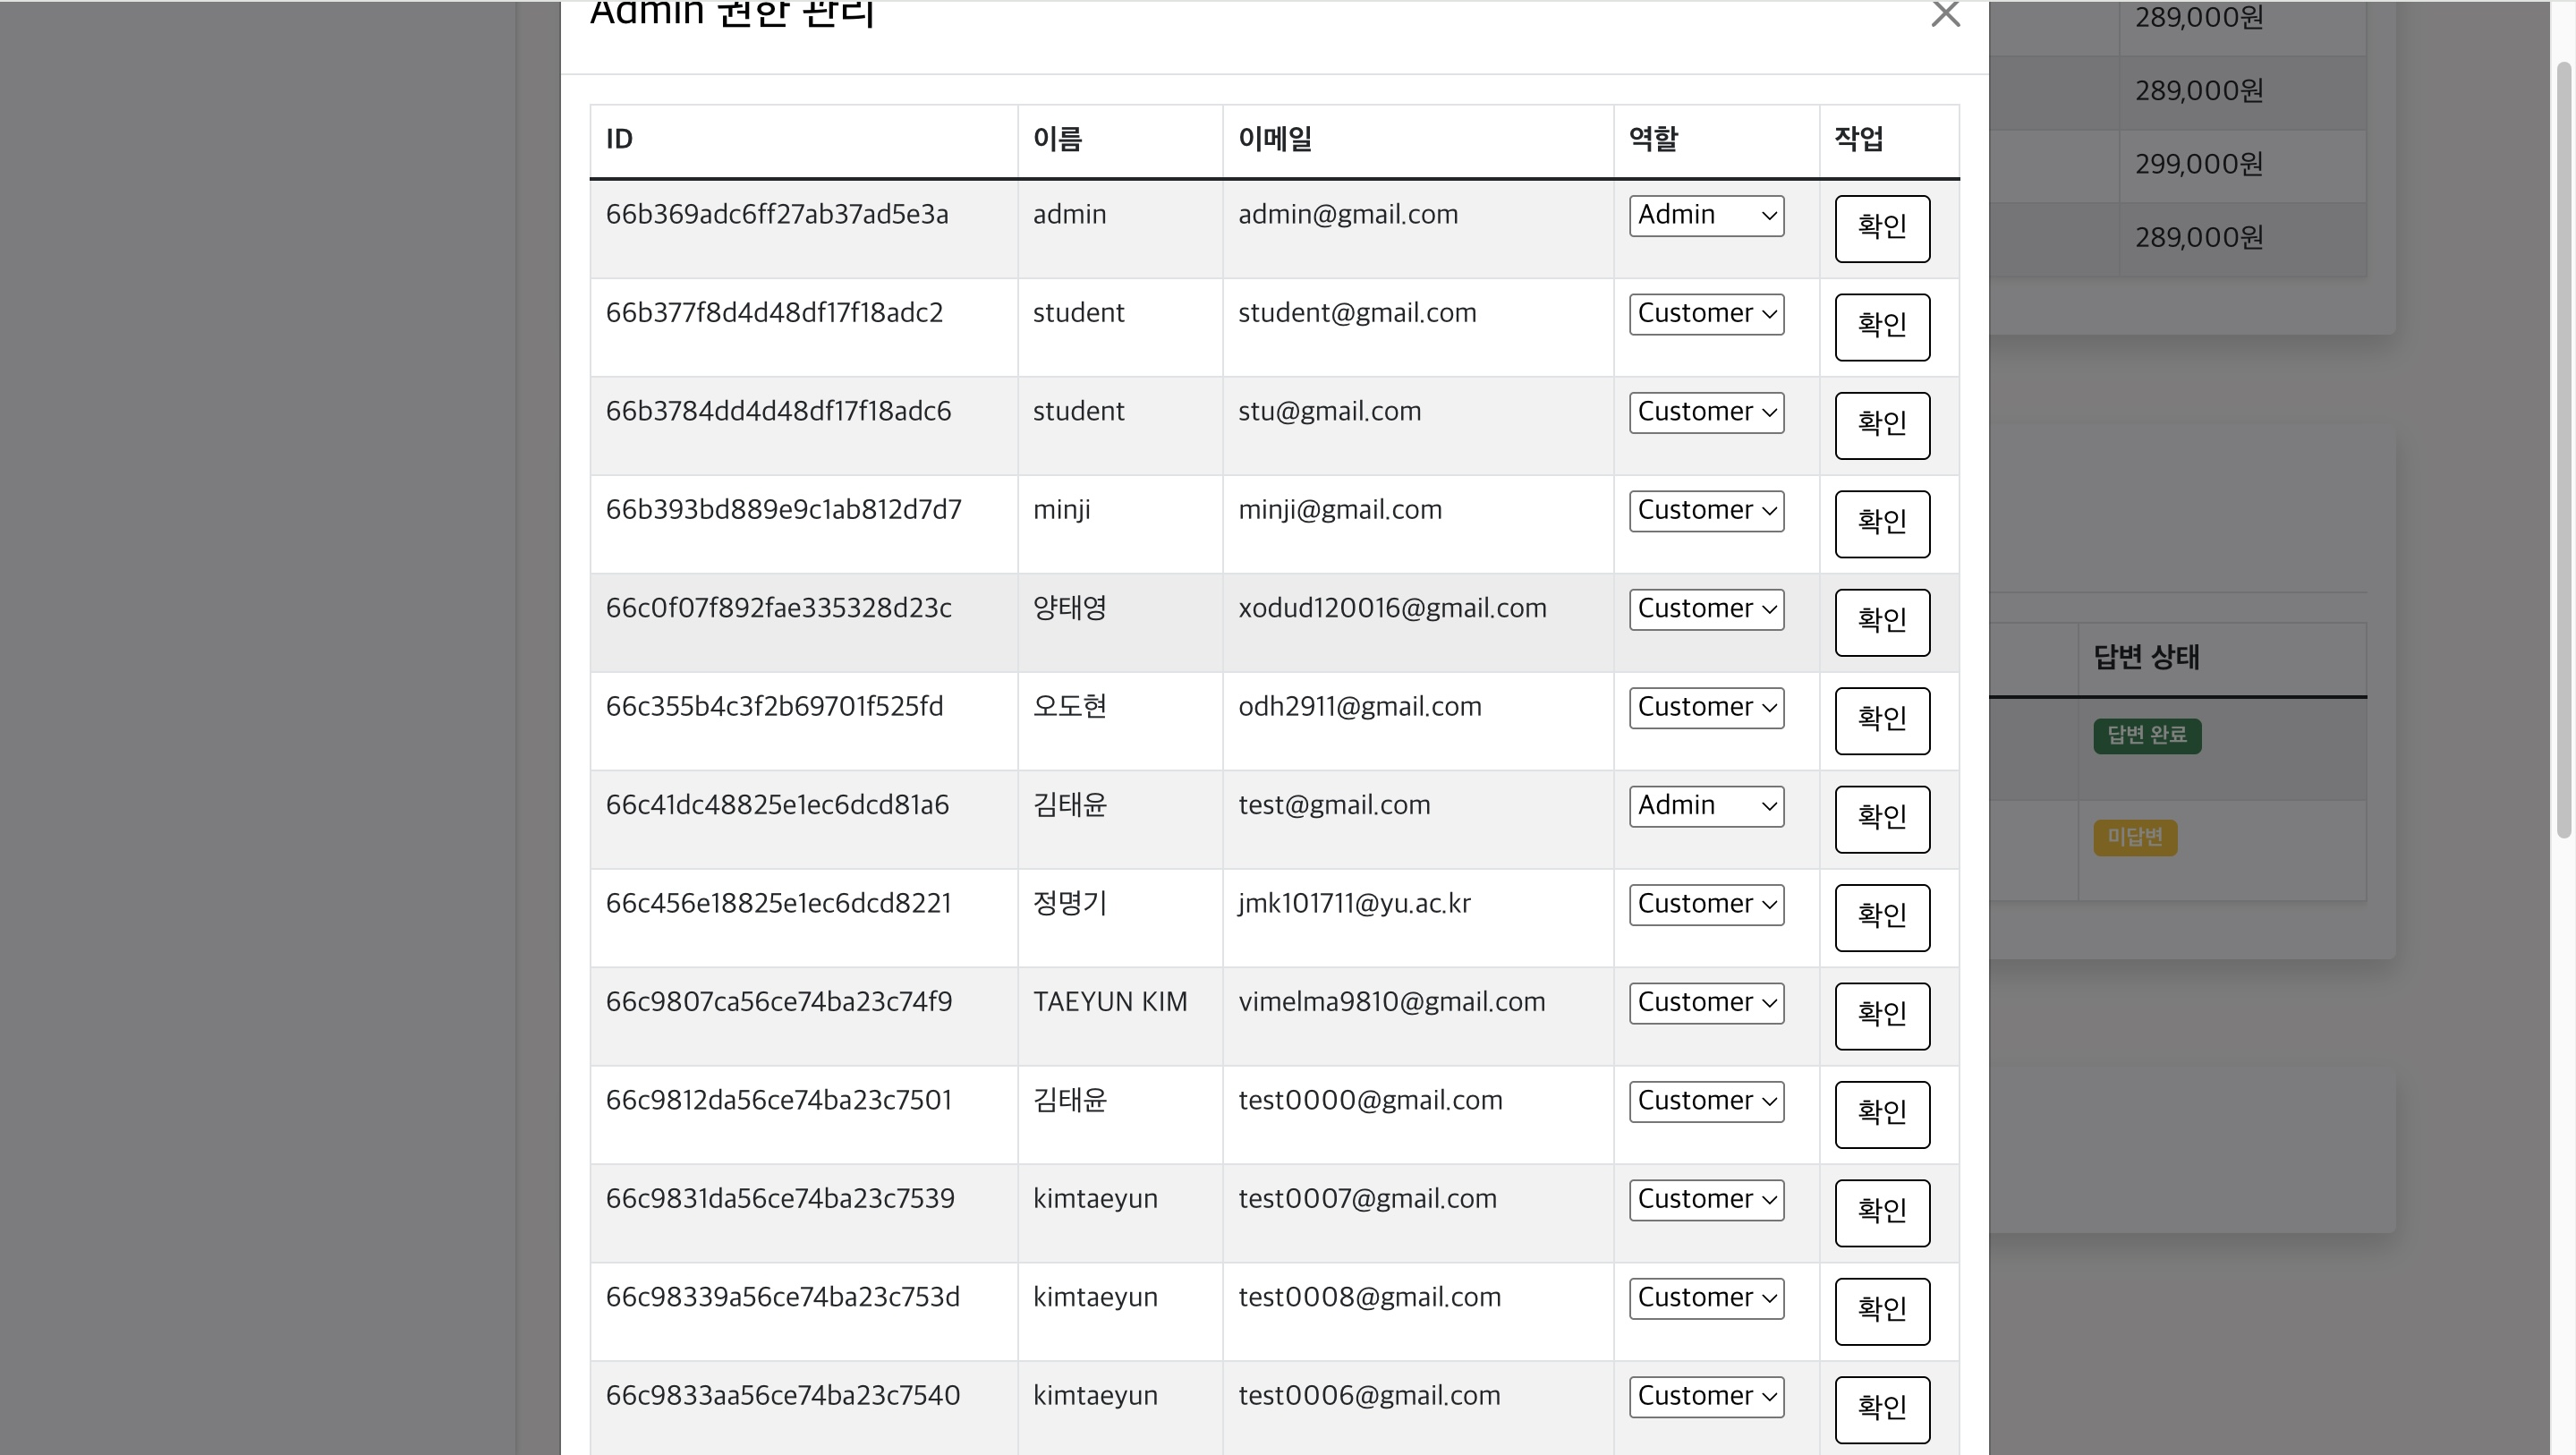 Admin 권한 관리
289,000원
289,000원
299,000원
289,000원
ID 이름 이메일 역할 작업
66b369adc6ff27ab37ad5e3a admin admin@gmail.com Admin 확인
66b377f8d4d48df17f18adc2 student student@gmail.com Customer 확인
66b3784dd4d48df17f18adc6 student stu@gmail.com Customer 확인
66b393bd889e9c1ab812d7d7 minji minji@gmail.com Customer 확인
66c0f07f892fae335328d23c 양태영 xodud120016@gmail.com Customer 확인
66c355b4c3f2b69701f525fd 오도현 odh2911@gmail.com Customer 확인
66c41dc48825e1ec6dcd81a6 김태윤 test@gmail.com Admin 확인
66c456e18825e1ec6dcd8221 정명기 jmk101711@yu.ac.kr Customer 확인
66c9807ca56ce74ba23c74f9 TAEYUN KIM vimelma9810@gmail.com Customer 확인
66c9812da56ce74ba23c7501 김태윤 test0000@gmail.com Customer 확인
66c9831da56ce74ba23c7539 kimtaeyun test0007@gmail.com Customer 확인
66c98339a56ce74ba23c753d kimtaeyun test0008@gmail.com Customer 확인
66c9833aa56ce74ba23c7540 kimtaeyun test0006@gmail.com Customer 확인
답변 상태
답변 완료
미답변